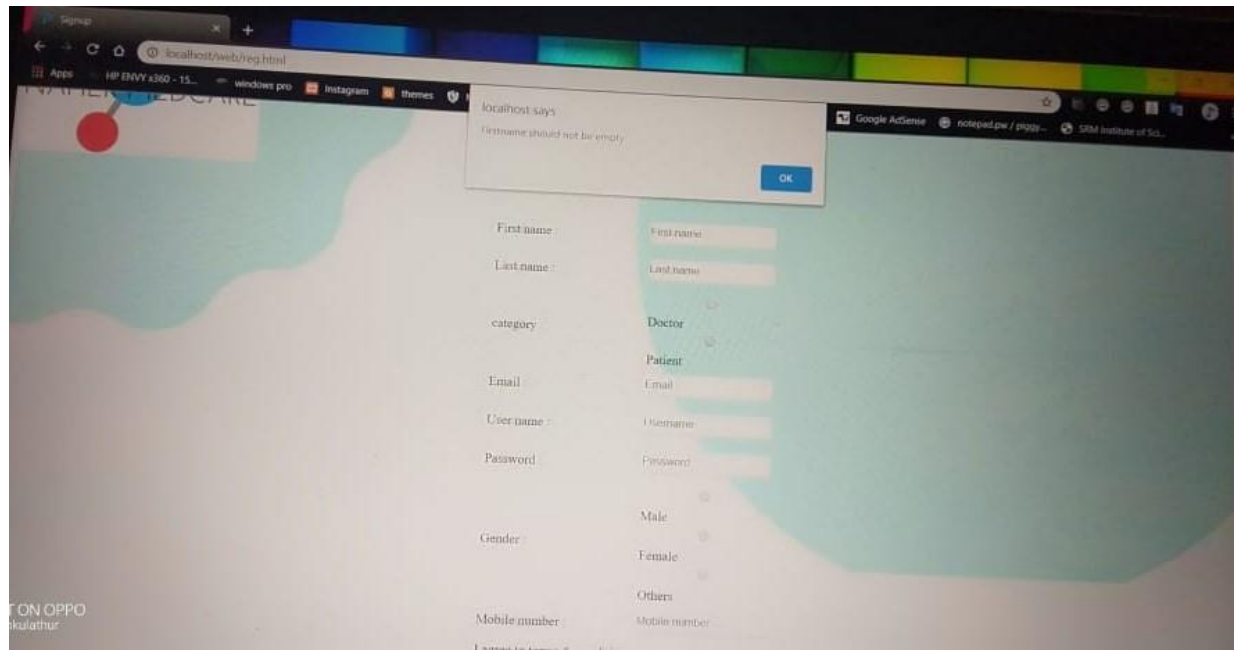 Signup
localhost/web/reg.html
Apps HP ENVY x360 - 15... windows pro Instagram themes
Google AdSense notepad.pw / piggy... SRM Institute of Sci...
localhost says
Firstname should not be empty
OK
First name : First name
Last name : Last name
category Doctor
Patient
Email : Email
User name : Username
Password : Password
Male
Gender : Female
Others
Mobile number : Mobile number
ON OPPO
kulathur